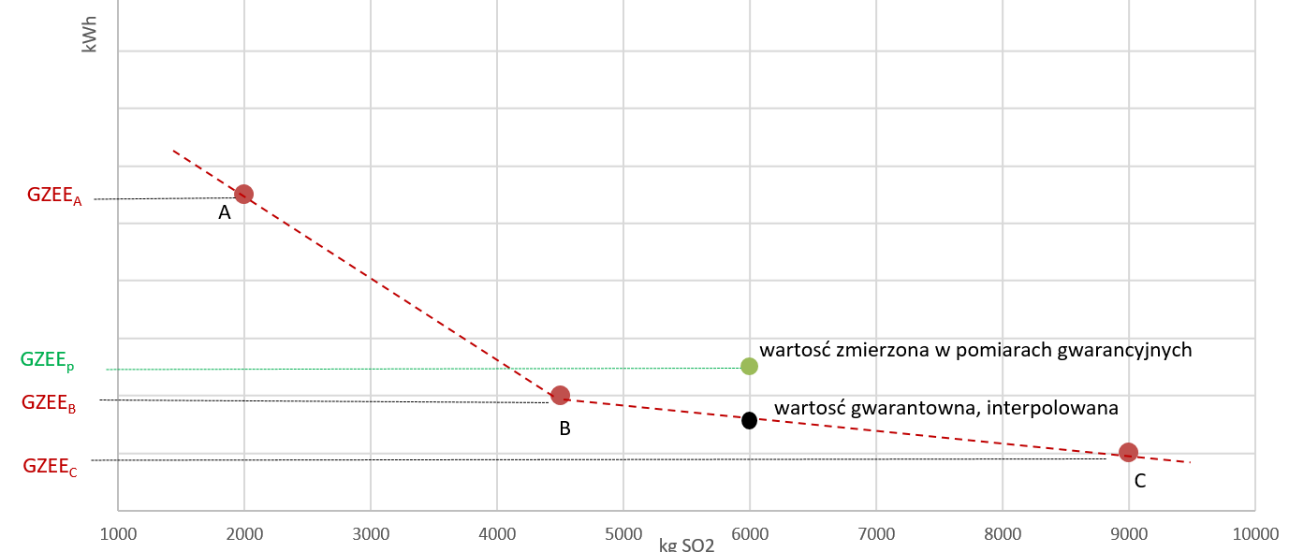 kWh
GZEE_A
A
wartość zmierzona w pomiarach gwarancyjnych
GZEE_p
GZEE_B
wartość gwarantowna, interpolowana
B
GZEE_C
C
1000 2000 3000 4000 5000 6000 7000 8000 9000 10000
kg SO2